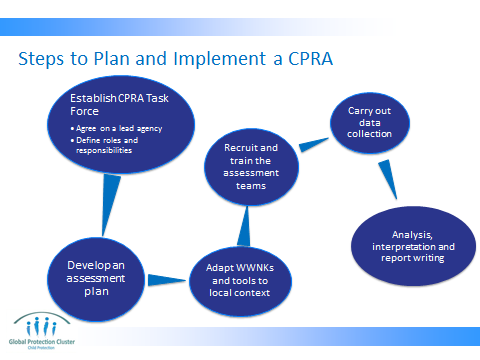 Steps to Plan and Implement a CPRA
Establish CPRA Task
Force
• Agree on a lead agency
• Define roles and
responsibilities
Develop an
assessment
plan
Adapt WWNKs
and tools to
local context
Recruit and
train the
assessment
teams
Carry out
data
collection
Analysis,
interpretation and
report writing
Global Protection Cluster
Child Protection